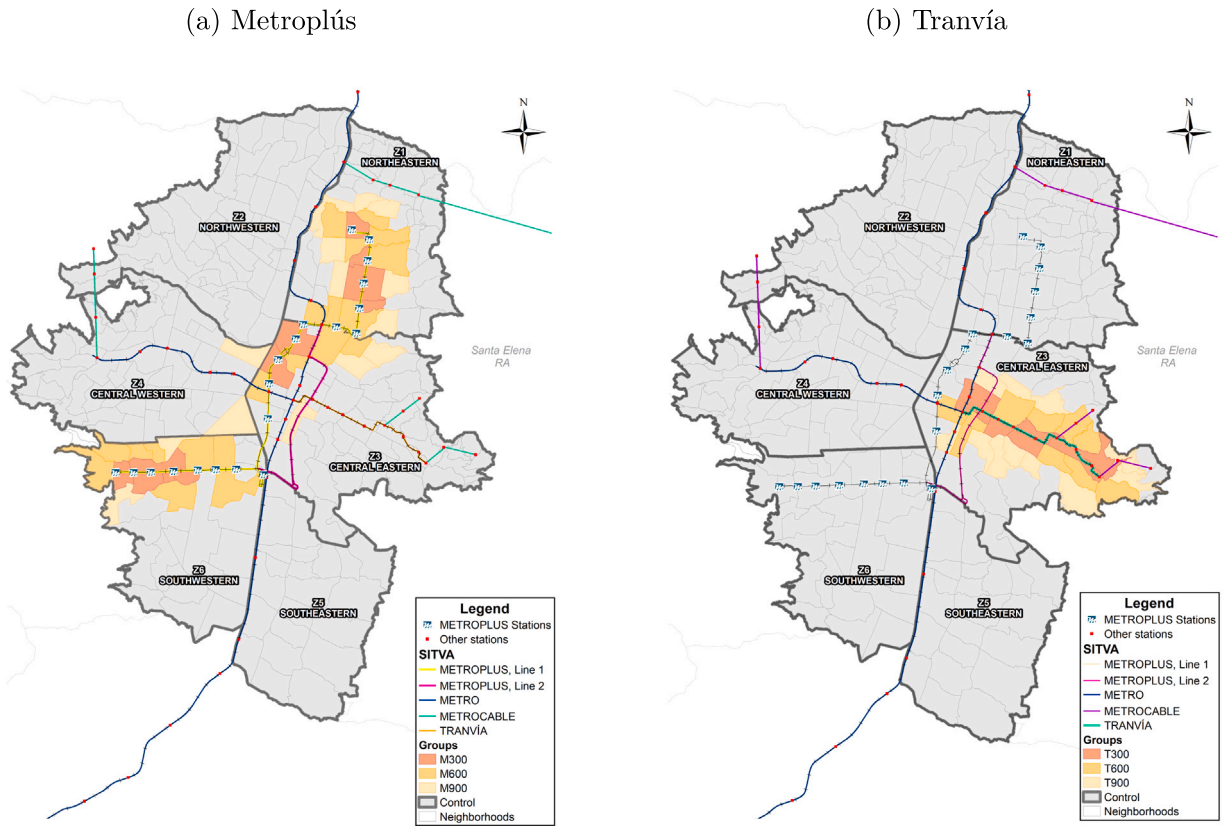 (a) Metroplús
N
Z1
NORTHEASTERN
Z2
NORTHWESTERN
Santa Elena
RA
Z4
CENTRAL WESTERN
Z3
CENTRAL EASTERN
Z6
SOUTHWESTERN
Z5
SOUTHEASTERN
Legend
METROPLUS Stations
Other stations
SITVA
METROPLUS, Line 1
METROPLUS, Line 2
METRO
METROCABLE
TRANVÍA
Groups
M300
M600
M900
Control
Neighborhoods
(b) Tranvía
N
Z1
NORTHEASTERN
Z2
NORTHWESTERN
Santa Elena
RA
Z3
CENTRAL EASTERN
Z4
CENTRAL WESTERN
Z6
SOUTHWESTERN
Z5
SOUTHEASTERN
Legend
METROPLUS Stations
Other stations
SITVA
METROPLUS, Line 1
METROPLUS, Line 2
METRO
METROCABLE
TRANVÍA
Groups
T300
T600
T900
Control
Neighborhoods